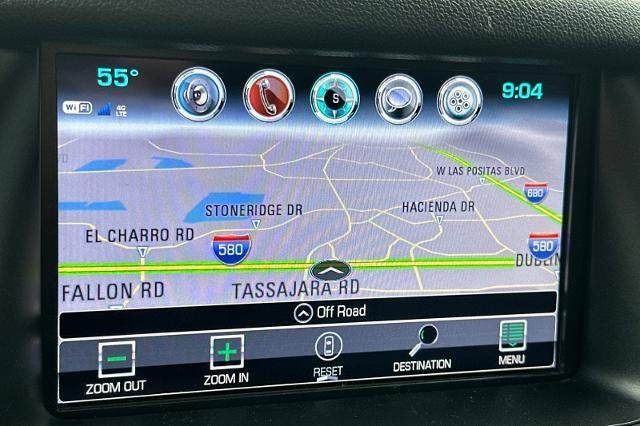 55°
9:04
WiFi
4G
LTE
S
W LAS POSITAS BLVD
680
STONERIDGE DR
HACIENDA DR
EL CHARRO RD
580
580
FALLON RD
TASSAJARA RD
Off Road
ZOOM OUT
ZOOM IN
RESET
DESTINATION
MENU